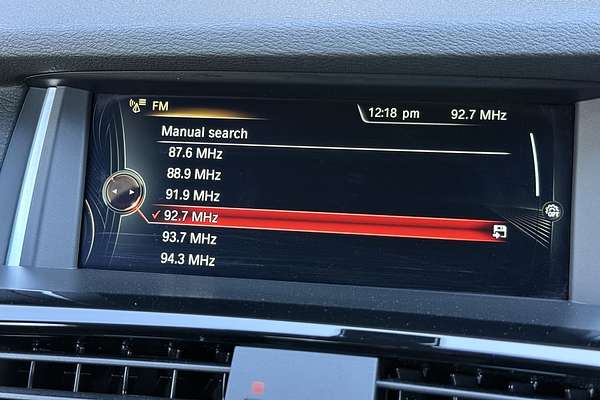 FM 12:18 pm 92.7 MHz
Manual search
87.6 MHz
88.9 MHz
91.9 MHz
92.7 MHz
93.7 MHz
94.3 MHz
OPT